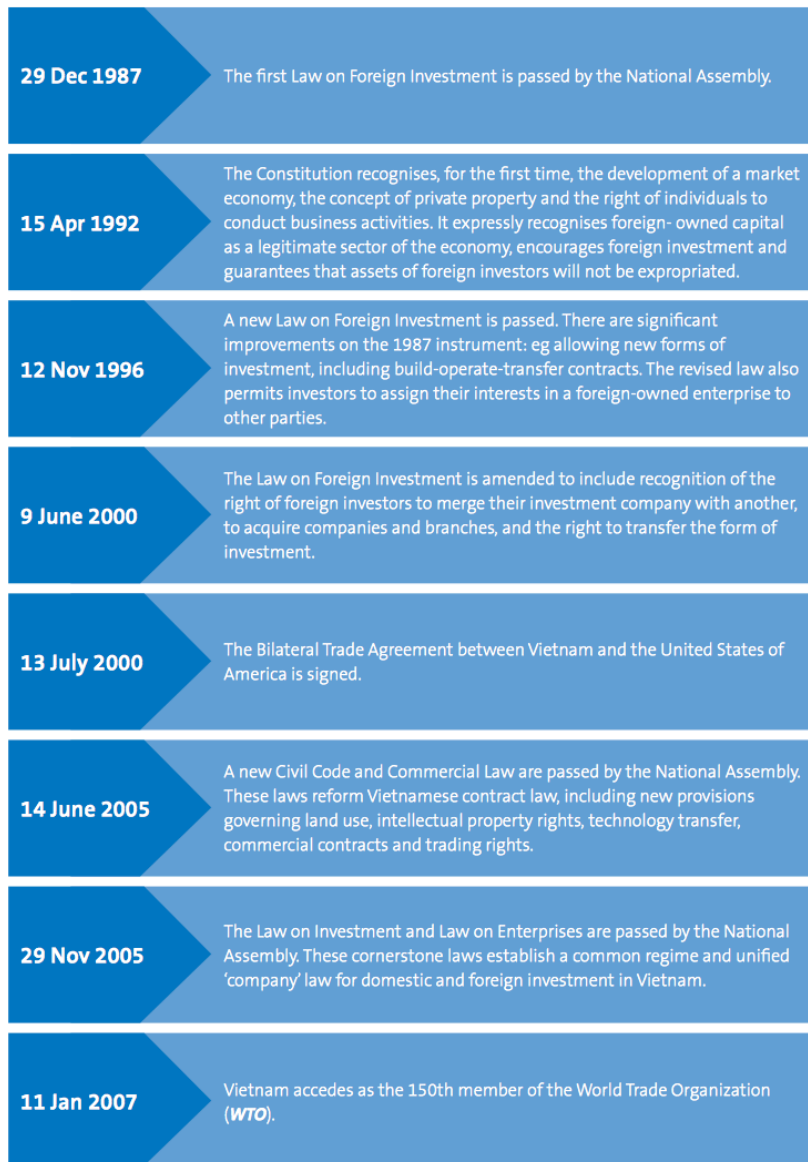 29 Dec 1987
The first Law on Foreign Investment is passed by the National Assembly.
15 Apr 1992
The Constitution recognises, for the first time, the development of a market
economy, the concept of private property and the right of individuals to
conduct business activities. It expressly recognises foreign- owned capital
as a legitimate sector of the economy, encourages foreign investment and
guarantees that assets of foreign investors will not be expropriated.
12 Nov 1996
A new Law on Foreign Investment is passed. There are significant
improvements on the 1987 instrument: eg allowing new forms of
investment, including build-operate-transfer contracts. The revised law also
permits investors to assign their interests in a foreign-owned enterprise to
other parties.
9 June 2000
The Law on Foreign Investment is amended to include recognition of the
right of foreign investors to merge their investment company with another,
to acquire companies and branches, and the right to transfer the form of
investment.
13 July 2000
The Bilateral Trade Agreement between Vietnam and the United States of
America is signed.
14 June 2005
A new Civil Code and Commercial Law are passed by the National Assembly.
These laws reform Vietnamese contract law, including new provisions
governing land use, intellectual property rights, technology transfer,
commercial contracts and trading rights.
29 Nov 2005
The Law on Investment and Law on Enterprises are passed by the National
Assembly. These cornerstone laws establish a common regime and unified
‘company’ law for domestic and foreign investment in Vietnam.
11 Jan 2007
Vietnam accedes as the 150th member of the World Trade Organization
(WTO).